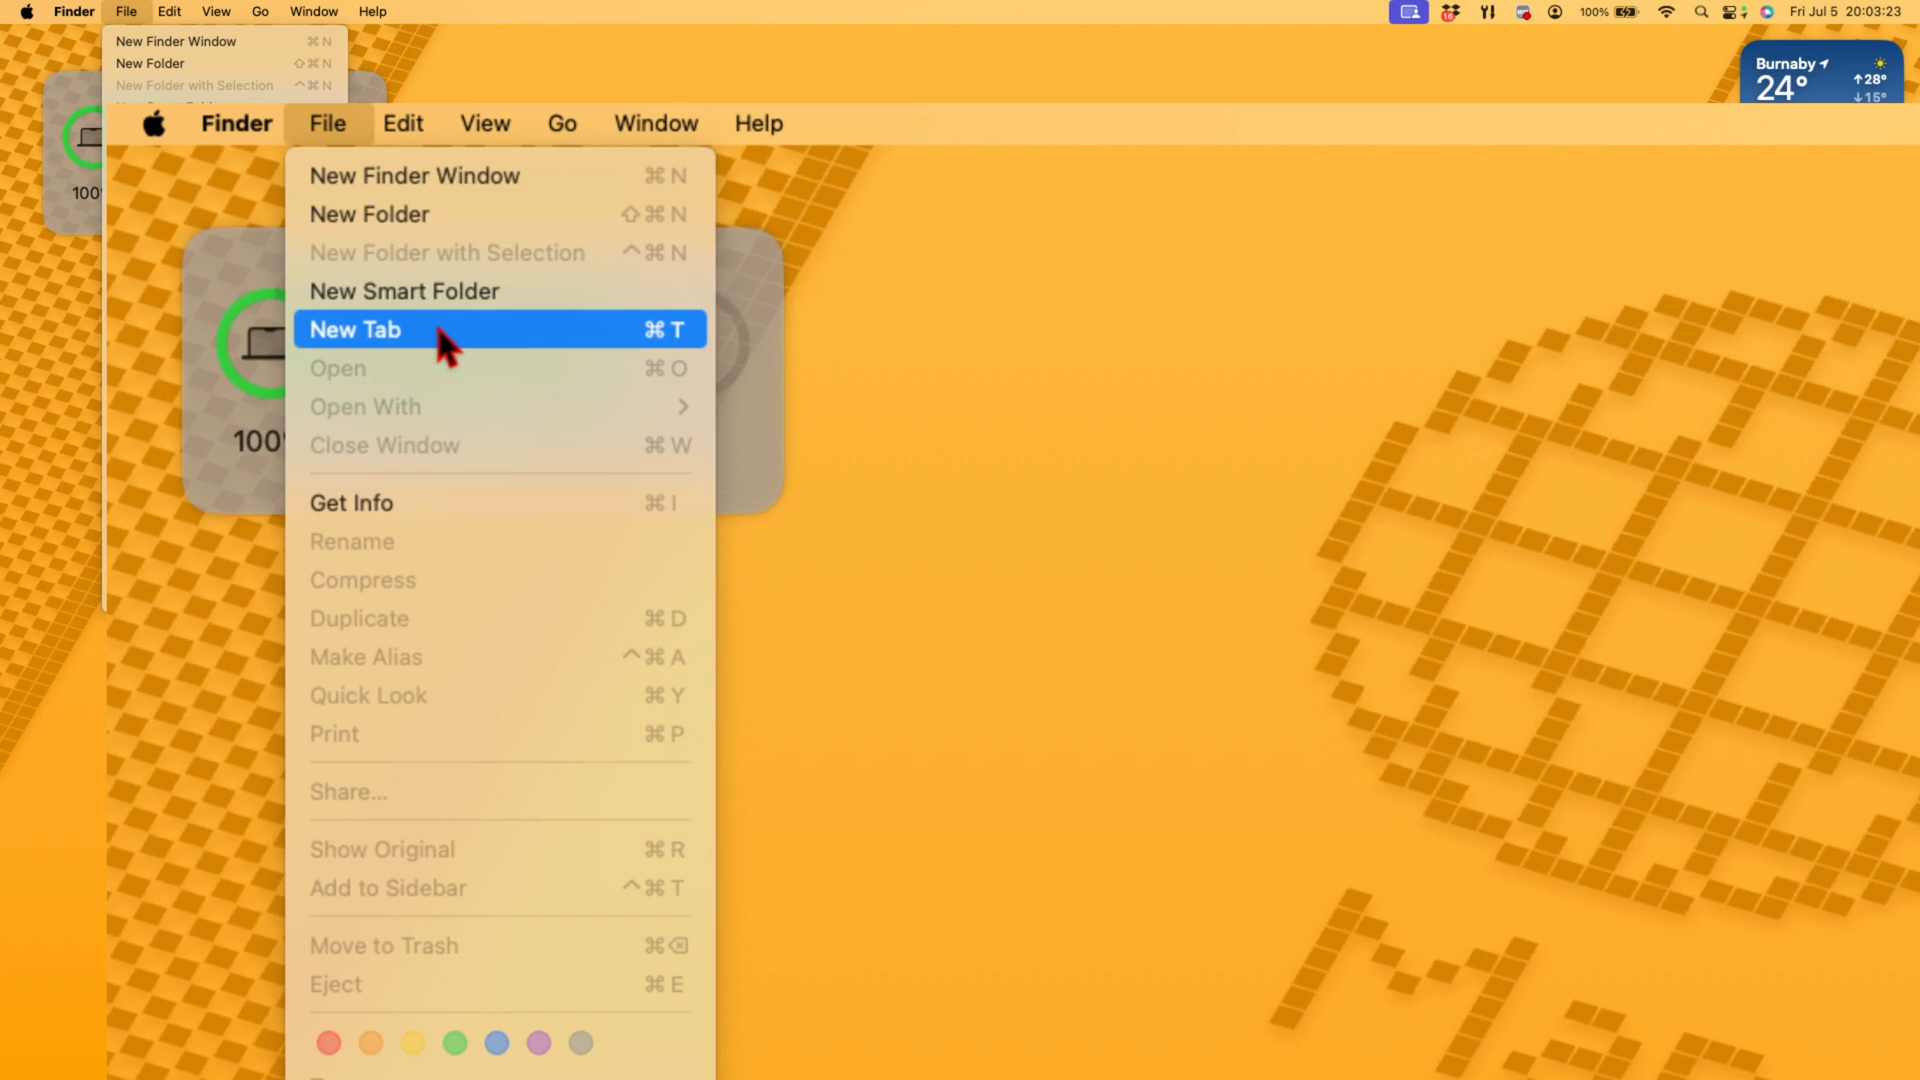 Finder File Edit View Go Window Help
100% Fri Jul 5 20:03:23
New Finder Window ⌘ N
New Folder ⇧ ⌘ N
New Folder with Selection ^ ⌘ N
Burnaby
24° ↑28°
↓15°
100
Finder File Edit View Go Window Help
New Finder Window ⌘ N
New Folder ⇧ ⌘ N
New Folder with Selection ^ ⌘ N
New Smart Folder
New Tab ⌘ T
Open ⌘ O
Open With >
Close Window ⌘ W
100
Get Info ⌘ I
Rename
Compress
Duplicate ⌘ D
Make Alias ^ ⌘ A
Quick Look ⌘ Y
Print ⌘ P
Share...
Show Original ⌘ R
Add to Sidebar ^ ⌘ T
Move to Trash ⌘ ⌫
Eject ⌘ E
Mac